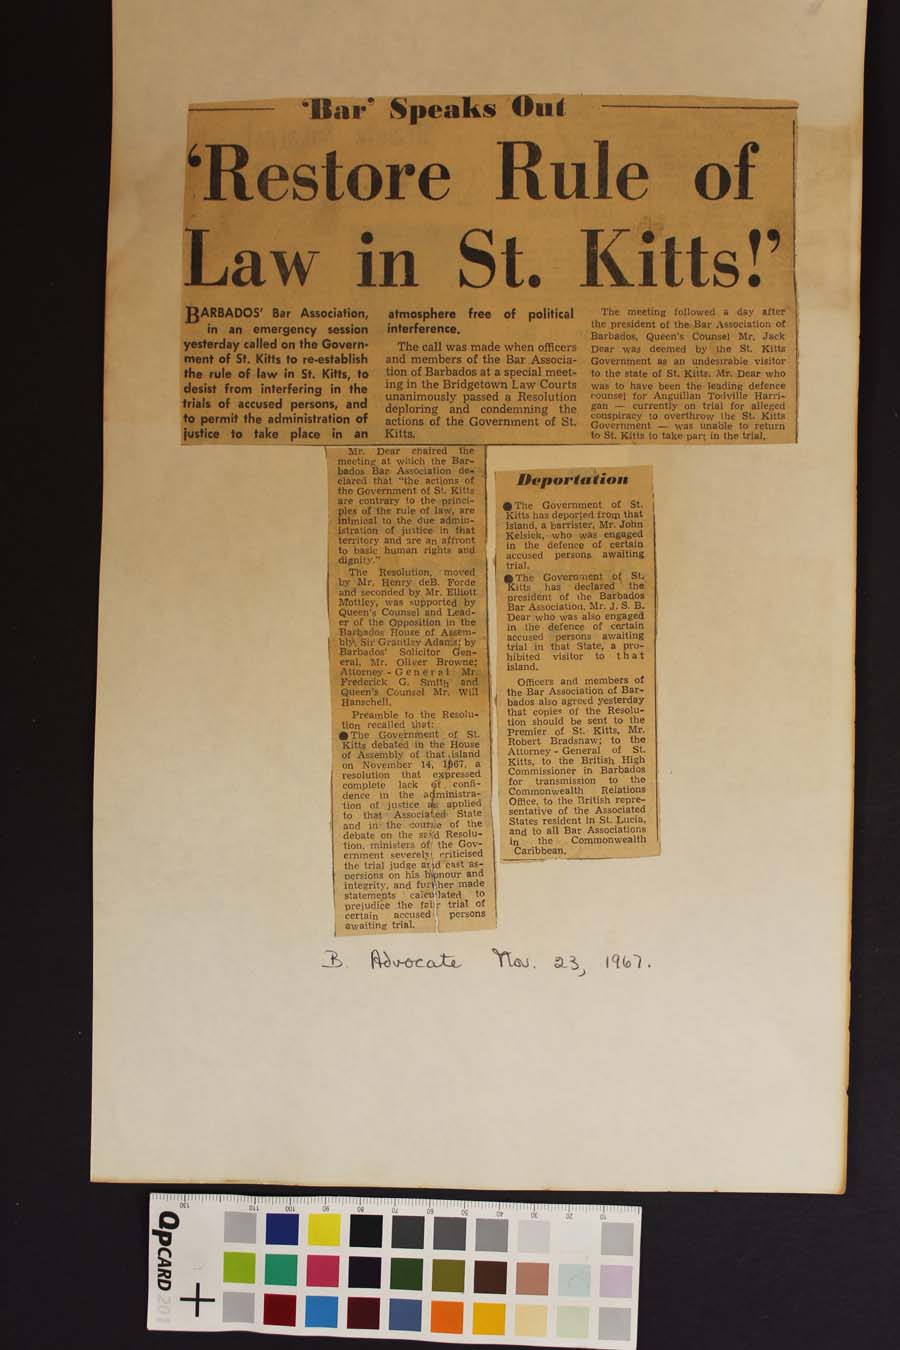 'Bar' Speaks Out
'Restore Rule of
Law in St. Kitts!'
BARBADOS' Bar Association,
in an emergency session
yesterday called on the Govern-
ment of St. Kitts to re-establish
the rule of law in St. Kitts, to
desist from interfering in the
trials of accused persons, and
to permit the administration of
justice to take place in an
atmosphere free of political
interference.
The call was made when officers
and members of the Bar Associa-
tion of Barbados at a special meet-
ing in the Bridgetown Law Courts
unanimously passed a Resolution
deploring and condemning the
actions of the Government of St.
Kitts.
The meeting followed a day after
the president of the Bar Association of
Barbados, Queen's Counsel Mr. Jack
Dear was deemed by the St. Kitts
Government as an undesirable visitor
to the state of St. Kitts. Mr. Dear who
was to have been the leading defence
counsel for Anguillan Todville Harri-
gan — currently on trial for alleged
conspiracy to overthrow the St. Kitts
Government — was unable to return
to St. Kitts to take part in the trial.
Mr. Dear chaired the
meeting at which the Bar-
bados Bar Association de-
clared that "the actions of
the Government of St. Kitts
are contrary to the princi-
ples of the rule of law, are
inimical to the due admin-
istration of justice in that
territory and are an affront
to basic human rights and
dignity."
The Resolution, moved
by Mr. Henry deB. Forde
and seconded by Mr. Elliott
Mottley, was supported by
Queen's Counsel and Lead-
er of the Opposition in the
Barbados House of Assem-
bly, Sir Grantley Adams; by
Barbados' Solicitor Gen-
eral, Mr. Oliver Browne;
Attorney-General Mr.
Frederick G. Smith and
Queen's Counsel Mr. Will
Hanschell.
Preamble to the Resolu-
tion recalled that:
●The Government of St.
Kitts debated in the House
of Assembly of that island
on November 14, 1967, a
resolution that expressed
complete lack of confi-
dence in the administra-
tion of justice as applied
to that Associated State
and in the course of the
debate on the said Resolu-
tion, ministers of the Gov-
ernment severely criticised
the trial judge and cast as-
persions on his honour and
integrity, and further made
statements calculated to
prejudice the fair trial of
certain accused persons
awaiting trial.
Deportation
●The Government of St.
Kitts has deported from that
island, a barrister, Mr. John
Kelsick, who was engaged
in the defence of certain
accused persons awaiting
trial.
●The Government of St.
Kitts has declared the
president of the Barbados
Bar Association, Mr. J. S. B.
Dear who was also engaged
in the defence of certain
accused persons awaiting
trial in that State, a pro-
hibited visitor to that
island.
Officers and members of
the Bar Association of Bar-
bados also agreed yesterday
that copies of the Resolu-
tion should be sent to the
Premier of St. Kitts, Mr.
Robert Bradshaw; to the
Attorney-General of St.
Kitts, to the British High
Commissioner in Barbados
for transmission to the
Commonwealth Relations
Office, to the British repre-
sentative of the Associated
States resident in St. Lucia,
and to all Bar Associations
in the Commonwealth
Caribbean.
B. Advocate Nov. 23, 1967.
QPCARD 201
130 110 100 90 80 70 60 50 40 30 20 10